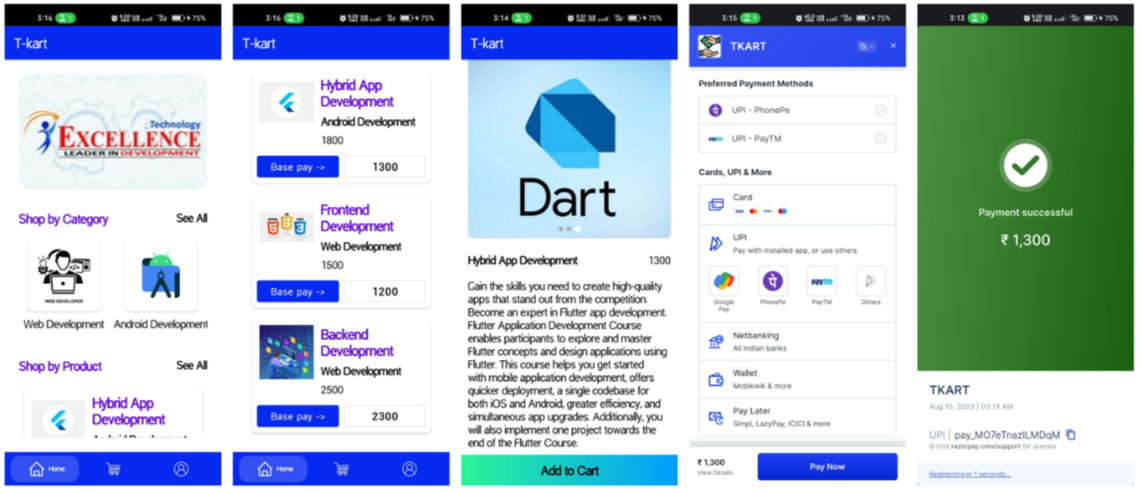 3:16
75%
T-kart
Technology
EXCELLENCE
LEADER IN DEVELOPMENT
Shop by Category
See All
WEB DEVELOPER
Web Development
Android Development
Shop by Product
See All
Hybrid App
Development
Android Development
Home
3:16
75%
T-kart
Hybrid App
Development
Android Development
1800
Base pay ->
1300
Frontend
Development
Web Development
1500
Base pay ->
1200
Backend
Development
Web Development
2500
Base pay ->
2300
Home
3:14
75%
T-kart
Dart
Hybrid App Development
1300
Gain the skills you need to create high-quality
apps that stand out from the competition.
Become an expert in Flutter app development.
Flutter Application Development Course
enables participants to explore and master
Flutter concepts and design applications using
Flutter. This course helps you get started
with mobile application development, offers
quicker deployment, a single codebase for
both iOS and Android, greater efficiency, and
simultaneous app upgrades. Additionally, you
will also implement one project towards the
end of the Flutter Course.
Add to Cart
3:15
75%
TKART
Preferred Payment Methods
UPI - PhonePe
UPI - PayTM
Cards, UPI & More
Card
VISA
UPI
Pay with installed app, or use others
Google
Pay
PhonePe
PayTM
Others
Netbanking
All Indian banks
Wallet
Mobikwik & more
Pay Later
Simpl, LazyPay, ICICI & more
₹ 1,300
View Details
Pay Now
3:13
75%
Payment successful
₹ 1,300
TKART
Aug 10, 2023 | 03:13 AM
UPI | pay_MO7eTnazILMDqM
Visit razorpay.com/support for queries
Redirecting in 1 seconds...